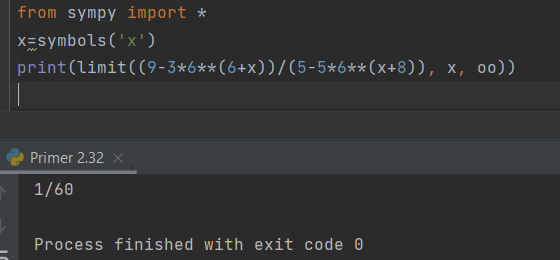 from sympy import *
x=symbols('x')
print(limit((9-3*6**(6+x))/(5-5*6**(x+8)), x, oo))
Primer 2.32
1/60
Process finished with exit code 0